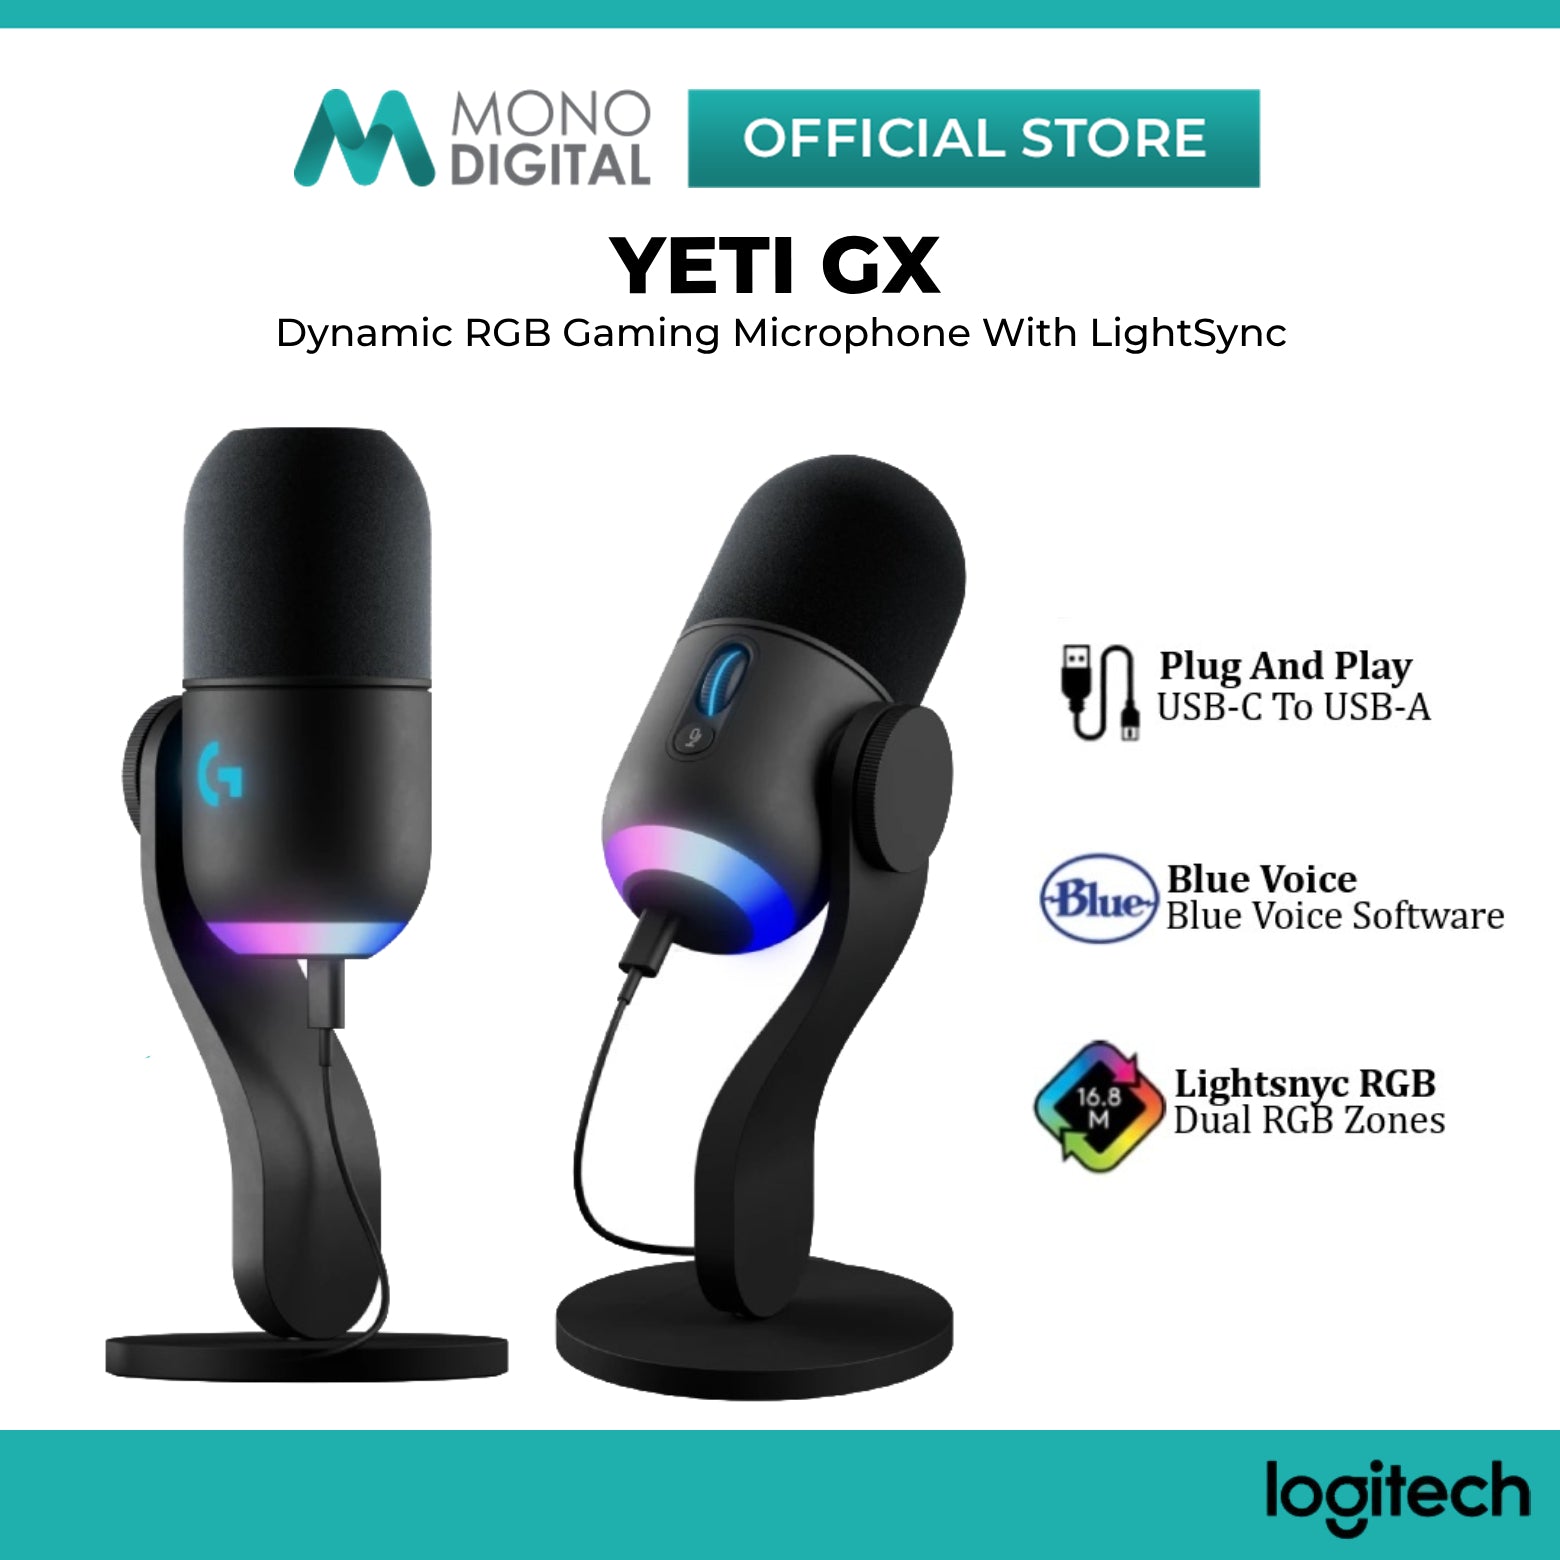 MONO
DIGITAL
OFFICIAL STORE
YETI GX
Dynamic RGB Gaming Microphone With LightSync
G
Plug And Play
USB-C To USB-A
Blue
Blue Voice
Blue Voice Software
16.8
M
Lightsnyc RGB
Dual RGB Zones
logitech